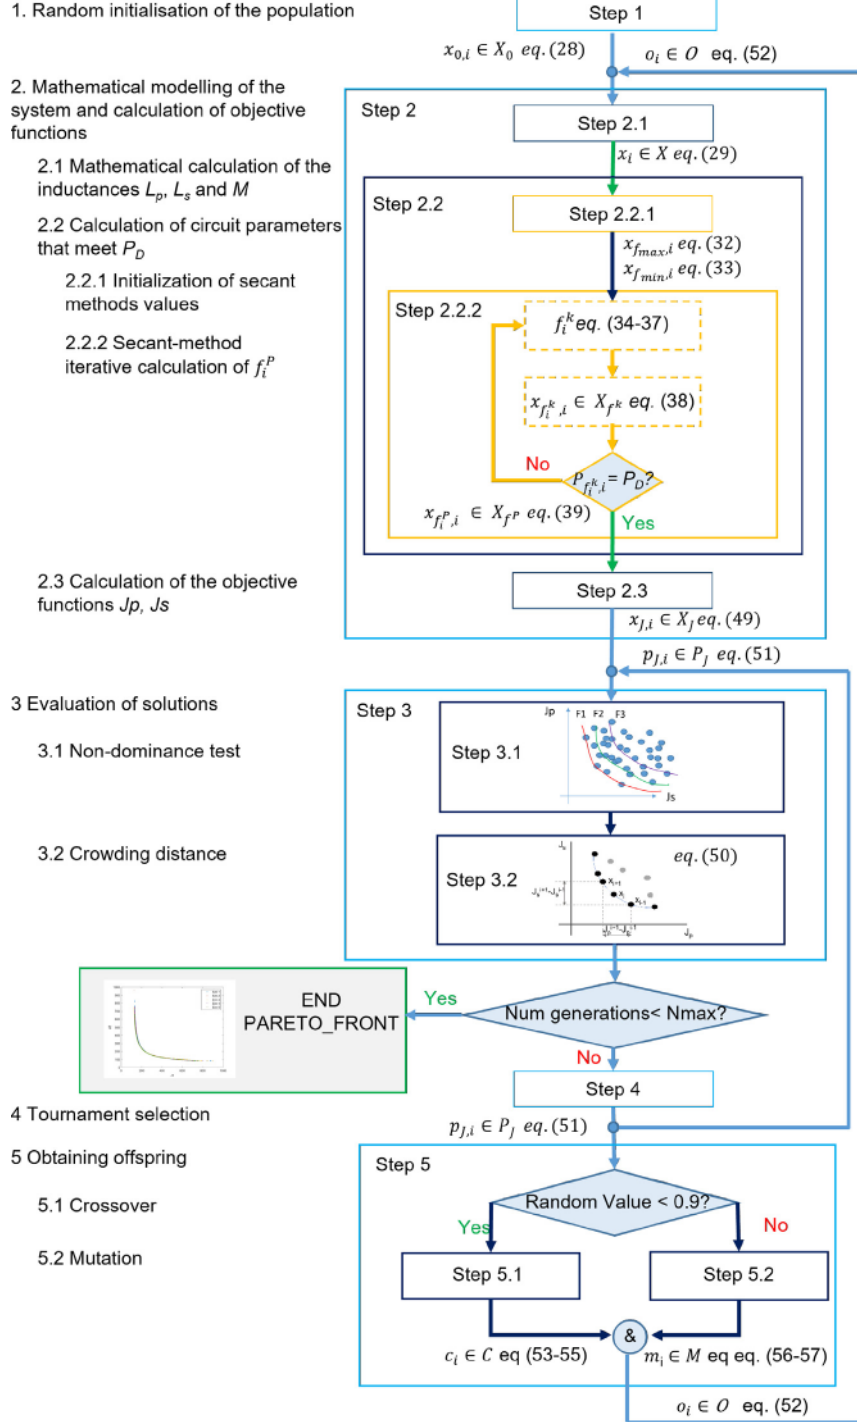 1. Random initialisation of the population
Step 1
x_{0,i} ∈ X_0 eq.(28)
o_i ∈ O eq. (52)
2. Mathematical modelling of the
system and calculation of objective
functions
Step 2
Step 2.1
x_i ∈ X eq.(29)
2.1 Mathematical calculation of the
inductances L_p, L_s and M
Step 2.2
Step 2.2.1
2.2 Calculation of circuit parameters
that meet P_D
x_{f_{max},i} eq.(32)
x_{f_{min},i} eq.(33)
2.2.1 Initialization of secant
methods values
Step 2.2.2
f_i^k eq. (34-37)
2.2.2 Secant-method
iterative calculation of f_i^P
x_{f_i^k,i} ∈ X_{f^k} eq. (38)
No
P_{f_i^k,i} = P_D?
x_{f_i^P,i} ∈ X_{f^P} eq.(39)
Yes
2.3 Calculation of the objective
functions Jp, Js
Step 2.3
x_{J,i} ∈ X_J eq.(49)
p_{J,i} ∈ P_J eq.(51)
3 Evaluation of solutions
Step 3
Jp F1 F2 F3
3.1 Non-dominance test
Step 3.1
Js
3.2 Crowding distance
Step 3.2
eq.(50)
X_{i+1}
X_i
X_{i-1}
Yes
END
PARETO_FRONT
Num generations< Nmax?
No
Step 4
4 Tournament selection
p_{J,i} ∈ P_J eq.(51)
5 Obtaining offspring
Step 5
Random Value < 0.9?
5.1 Crossover
Yes
No
5.2 Mutation
Step 5.1
Step 5.2
&
c_i ∈ C eq (53-55)
m_i ∈ M eq eq. (56-57)
o_i ∈ O eq. (52)